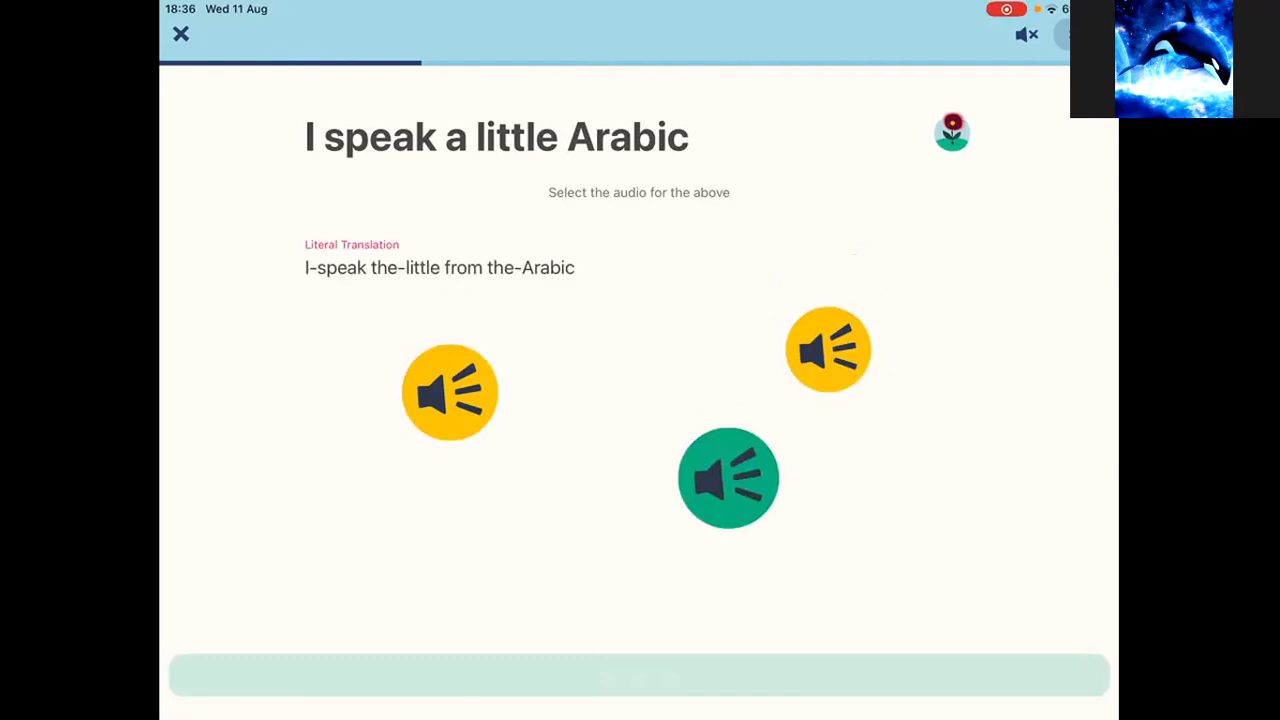 18:36 Wed 11 Aug
6
I speak a little Arabic
Select the audio for the above
Literal Translation
I-speak the-little from the-Arabic